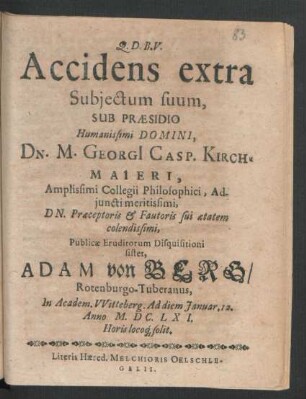 83
Q. D. B. V.
Accidens extra
Subjectum suum,
SUB PRÆSIDIO
Humanissimi DOMINI,
DN. M. GEORGI CASP. KIRCH-
MAIERI,
Amplissimi Collegii Philosophici, Ad-
juncti meritissimi,
DN. Præceptoris & Fautoris sui ætatem
colendissimi,
Publicæ Eruditorum Disquisitioni
sistet,
ADAM von BERG/
Rotenburgo-Tuberanus,
In Academ. VVitteberg. Ad diem Januar, 12.
Anno M. DC. LXI.
Horis locoq; solit.
Literis Hæred. MELCHIORIS OELSCHLE-
GELII.